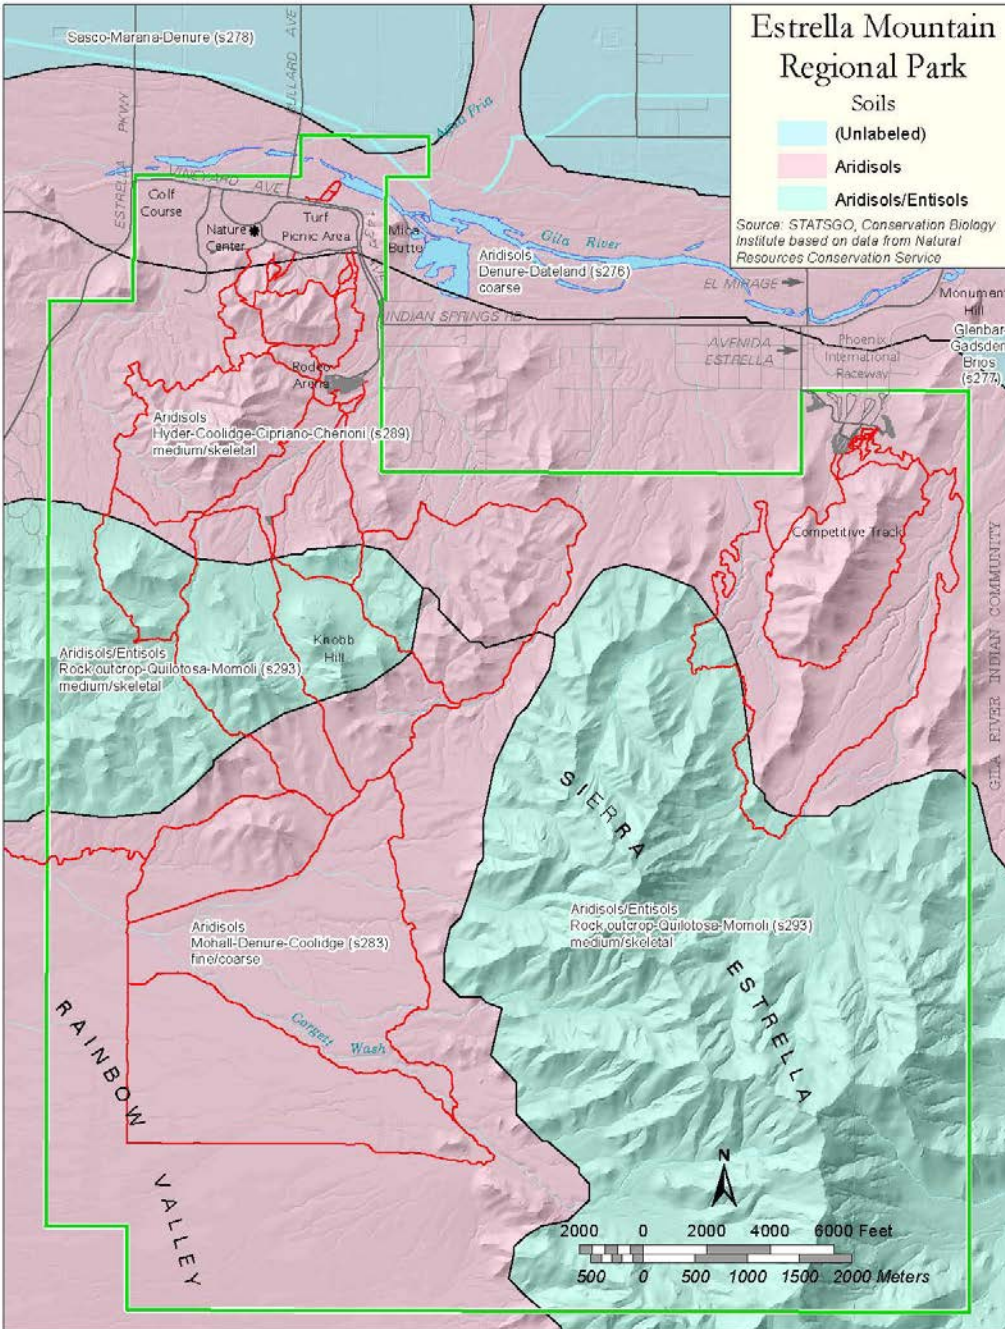 Estrella Mountain
Regional Park
Soils
(Unlabeled)
Aridisols
Aridisols/Entisols
Source: STATSGO, Conservation Biology
Institute based on data from Natural
Resources Conservation Service
Sasco-Marana-Denure (s278)
ESTRELLA PKWY
BULLARD AVE
Agua Fria
VINEYARD AVE
Golf
Course
Nature
Center
Turf
Picnic Area
Mica
Butte
Gila River
Aridisols
Denure-Dateland (s276)
coarse
EL MIRAGE
Monument
Hill
INDIAN SPRINGS RD
AVENIDA
ESTRELLA
Phoenix
International
Raceway
Glenbar
Gadsden
Brios
(s277)
Rodeo
Arena
Aridisols
Hyder-Coolidge-Cipriano-Cherioni (s289)
medium/skeletal
Competitive Track
GILA RIVER INDIAN COMMUNITY
Knobb
Hill
Aridisols/Entisols
Rock outcrop-Quilotosa-Momoli (s293)
medium/skeletal
SIERRA
ESTRELLA
Aridisols/Entisols
Rock outcrop-Quilotosa-Momoli (s293)
medium/skeletal
Aridisols
Mohall-Denure-Coolidge (s283)
fine/coarse
Corgett Wash
RAINBOW
VALLEY
N
2000 0 2000 4000 6000 Feet
500 0 500 1000 1500 2000 Meters